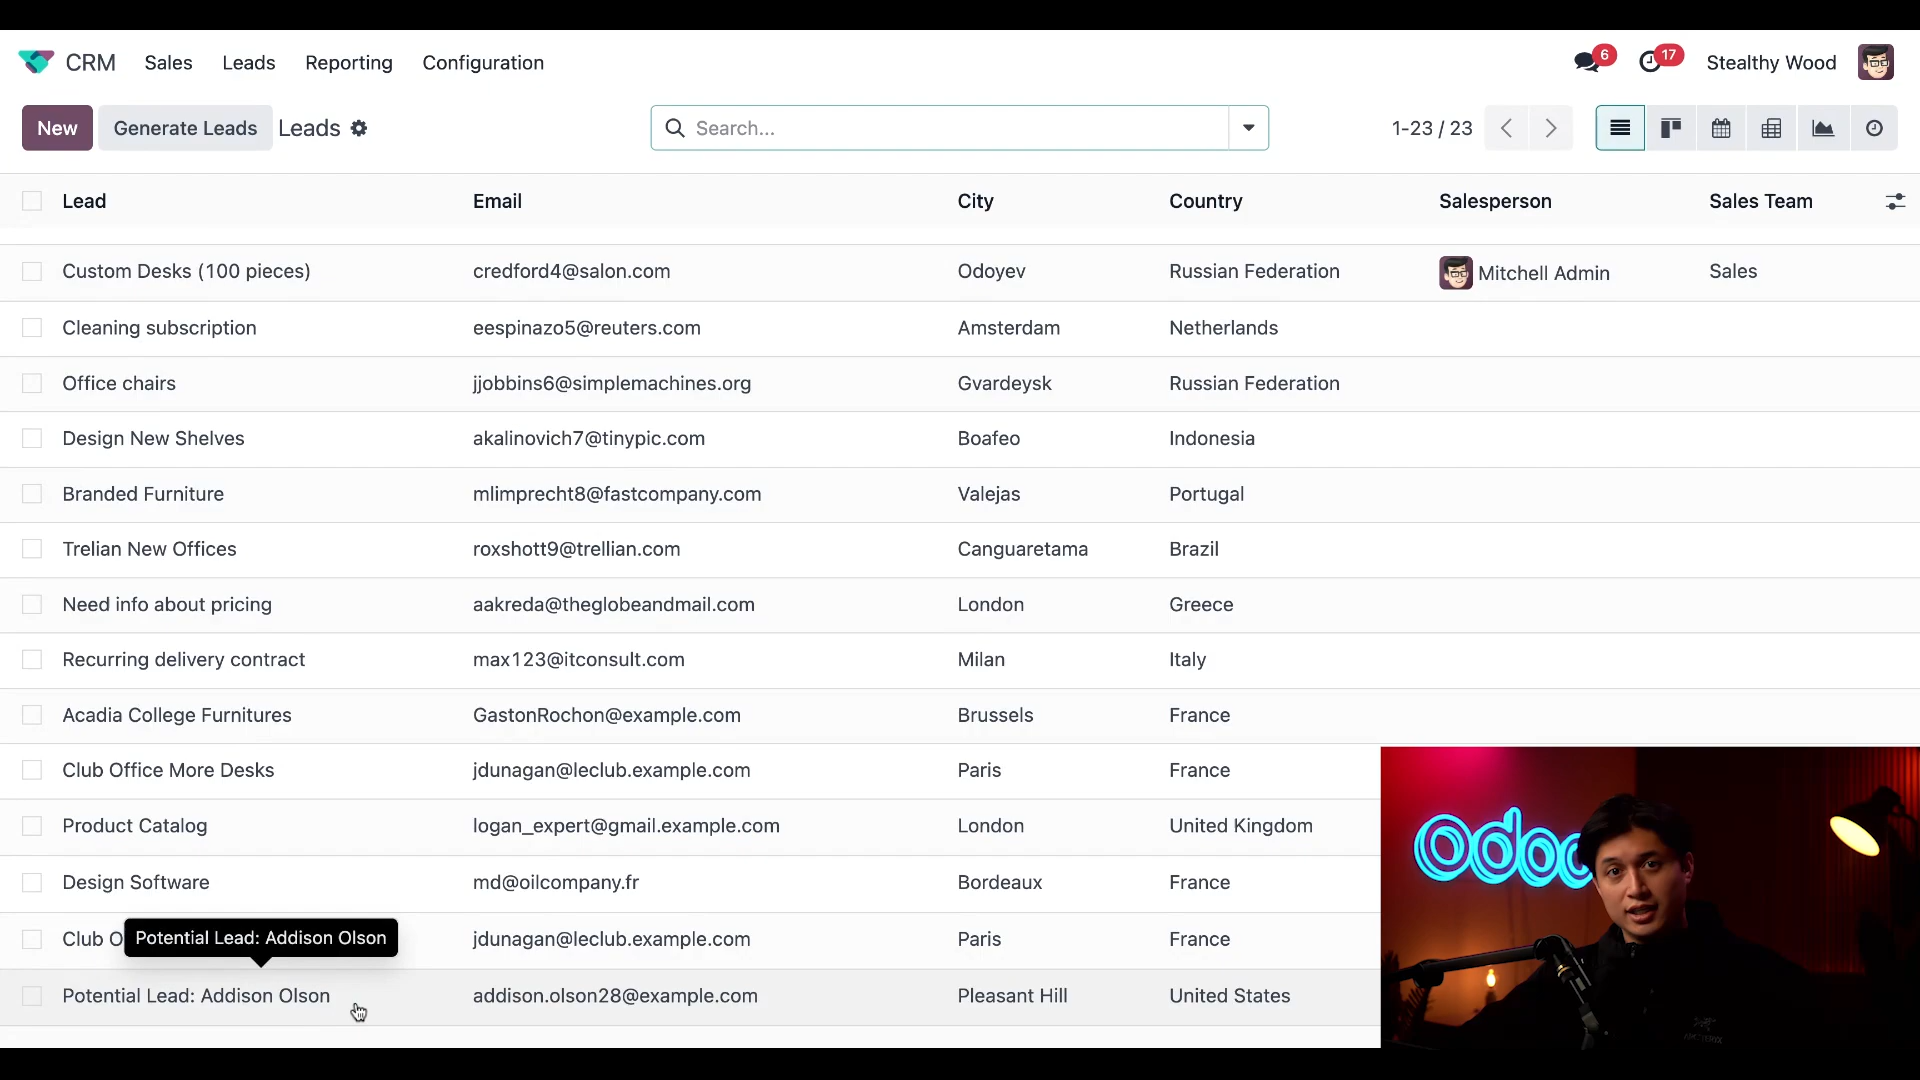 CRM Sales Leads Reporting Configuration 6 17 Stealthy Wood
New Generate Leads Leads Search... 1-23 / 23
Lead Email City Country Salesperson Sales Team
Custom Desks (100 pieces) credford4@salon.com Odoyev Russian Federation Mitchell Admin Sales
Cleaning subscription eespinazo5@reuters.com Amsterdam Netherlands
Office chairs jjobbins6@simplemachines.org Gvardeysk Russian Federation
Design New Shelves akalinovich7@tinypic.com Boafeo Indonesia
Branded Furniture mlimprecht8@fastcompany.com Valejas Portugal
Trelian New Offices roxshott9@trellian.com Canguaretama Brazil
Need info about pricing aakreda@theglobeandmail.com London Greece
Recurring delivery contract max123@itconsult.com Milan Italy
Acadia College Furnitures GastonRochon@example.com Brussels France
Club Office More Desks jdunagan@leclub.example.com Paris France
Product Catalog logan_expert@gmail.example.com London United Kingdom
Design Software md@oilcompany.fr Bordeaux France
Club O jdunagan@leclub.example.com Paris France
Potential Lead: Addison Olson
Potential Lead: Addison Olson addison.olson28@example.com Pleasant Hill United States
odoo